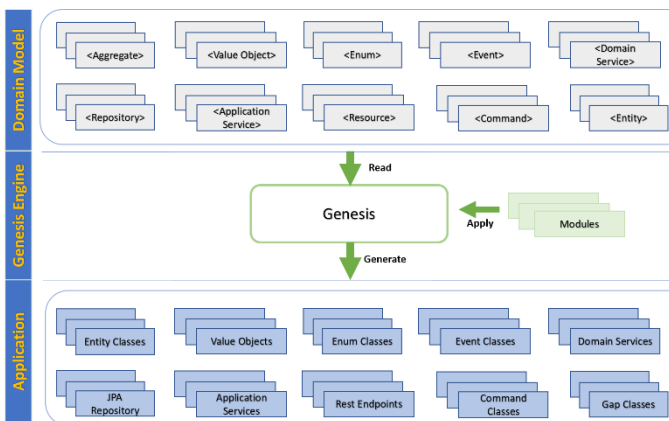 Domain Model
<Aggregate>
<Value Object>
<Enum>
<Event>
<Domain
Service>
<Repository>
<Application
Service>
<Resource>
<Command>
<Entity>
Genesis Engine
Read
Genesis
Apply
Modules
Generate
Application
Entity Classes
Value Objects
Enum Classes
Event Classes
Domain Services
JPA
Repository
Application
Services
Rest Endpoints
Command
Classes
Gap Classes